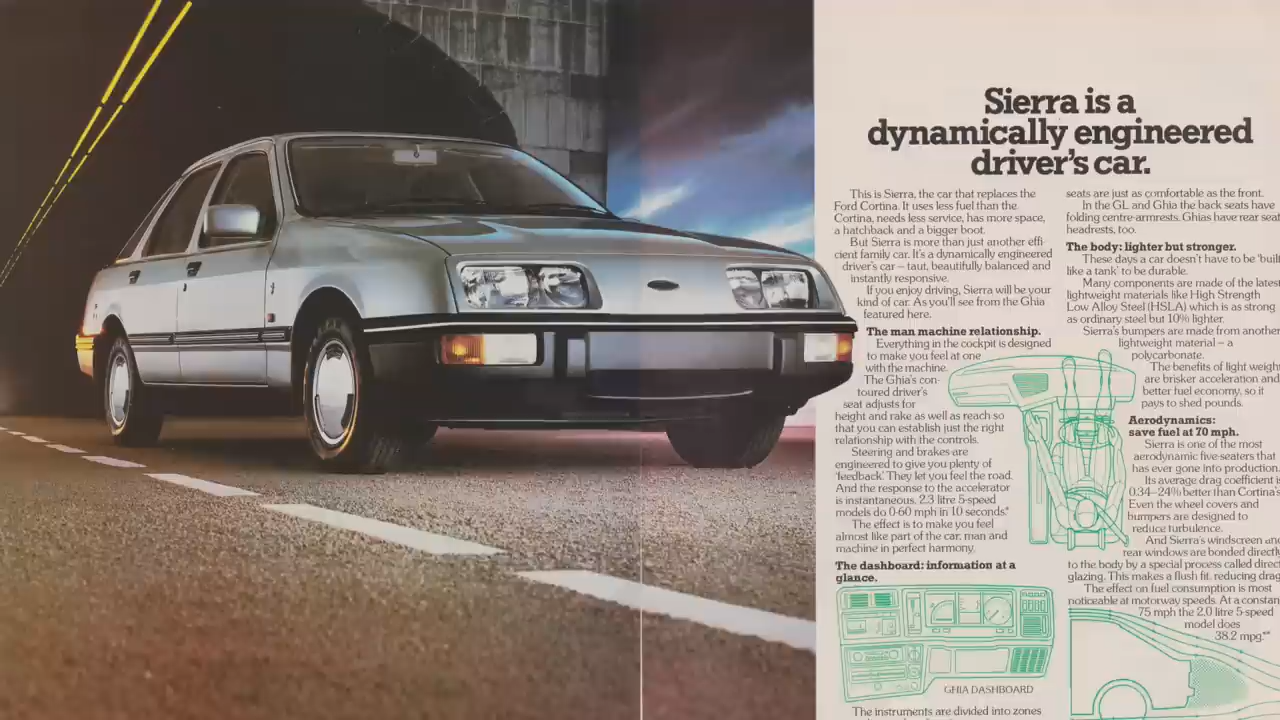 Sierra is a
dynamically engineered
driver's car.
This is Sierra, the car that replaces the
Ford Cortina. It uses less fuel than the
Cortina, needs less service, has more space,
a hatchback and a bigger boot.
But Sierra is more than just another effi-
cient family car. It's a dynamically engineered
driver's car – taut, beautifully balanced and
instantly responsive.
If you enjoy driving, Sierra will be your
kind of car. As you'll see from the Ghia
featured here.
The man machine relationship.
Everything in the cockpit is designed
to make you feel at one
with the machine.
The Ghia's con-
toured driver's
seat adjusts for
height and rake as well as reach so
that you can establish just the right
relationship with the controls.
Steering and brakes are
engineered to give you plenty of
'feedback'. They let you feel the road.
And the response to the accelerator
is instantaneous. 2.3 litre 5-speed
models do 0-60 mph in 10 seconds.*
The effect is to make you feel
almost like part of the car, man and
machine in perfect harmony.
The dashboard: information at a
glance.
GHIA DASHBOARD
The instruments are divided into zones
seats are just as comfortable as the front.
In the GL and Ghia the back seats have
folding centre-armrests. Ghias have rear seat
headrests, too.
The body: lighter but stronger.
These days a car doesn't have to be 'built
like a tank' to be durable.
Many components are made of the latest
lightweight materials like High Strength
Low Alloy Steel (HSLA) which is as strong
as ordinary steel but 10% lighter.
Sierra's bumpers are made from another
lightweight material – a
polycarbonate.
The benefits of light weight
are brisker acceleration and
better fuel economy, so it
pays to shed pounds.
Aerodynamics:
save fuel at 70 mph.
Sierra is one of the most
aerodynamic five-seaters that
has ever gone into production.
Its average drag coefficient is
0.34–24% better than Cortina's.
Even the wheel covers and
bumpers are designed to
reduce turbulence.
And Sierra's windscreen and
rear windows are bonded directly
to the body by a special process called direct
glazing. This makes a flush fit, reducing drag.
The effect on fuel consumption is most
noticeable at motorway speeds. At a constant
75 mph the 2.0 litre 5-speed
model does
38.2 mpg.**